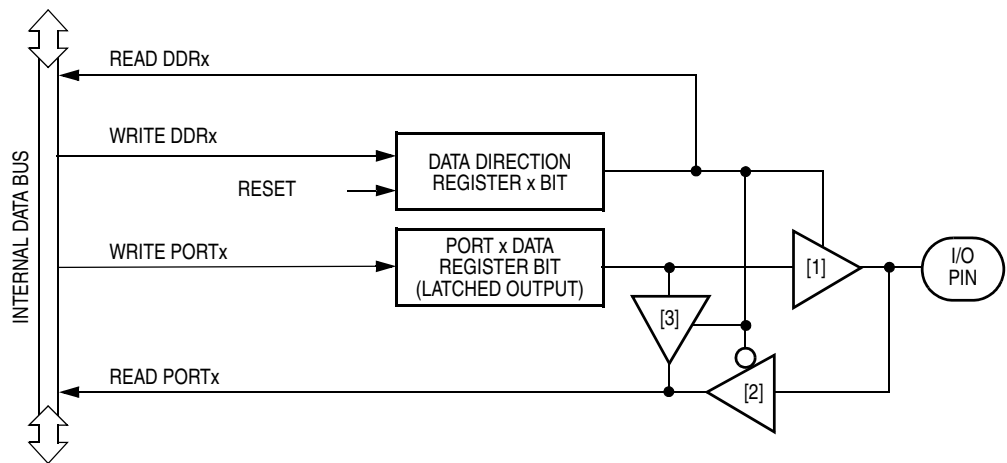 READ DDRx
WRITE DDRx
DATA DIRECTION
REGISTER x BIT
RESET
INTERNAL DATA BUS
WRITE PORTx
PORT x DATA
REGISTER BIT
(LATCHED OUTPUT)
[1]
I/O
PIN
[3]
READ PORTx
[2]